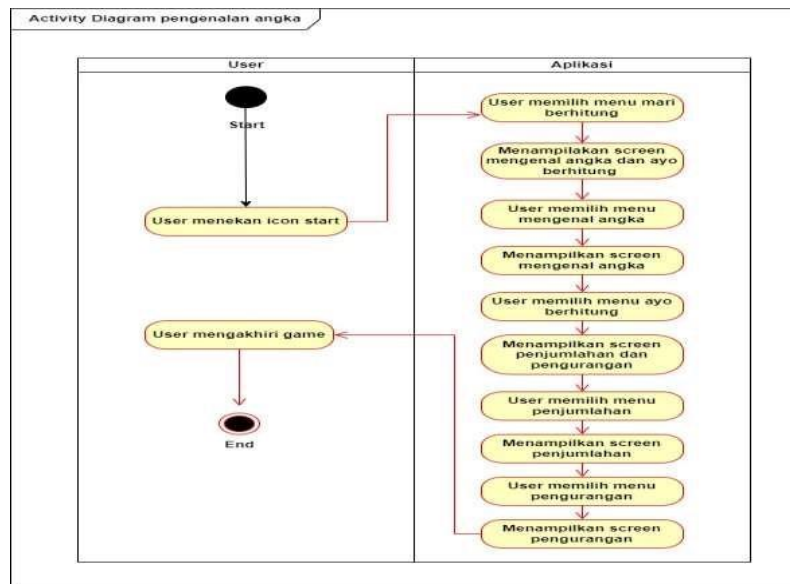 Activity Diagram pengenalan angka
User
Aplikasi
Start
User menekan icon start
User memilih menu mari
berhitung
Menampilakan screen
mengenal angka dan ayo
berhitung
User memilih menu
mengenal angka
Menampilkan screen
mengenal angka
User memilih menu ayo
berhitung
Menampilkan screen
penjumlahan dan
pengurangan
User memilih menu
penjumlahan
Menampilkan screen
penjumlahan
User memilih menu
pengurangan
Menampilkan screen
pengurangan
User mengakhiri game
End